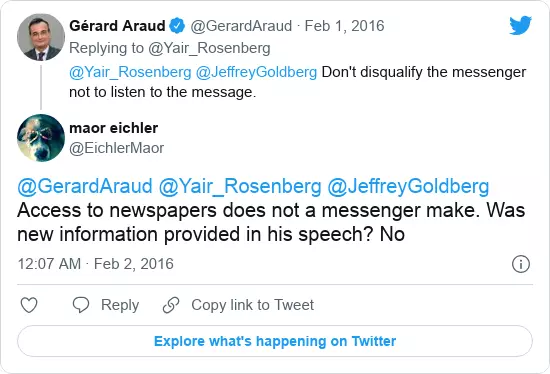 Gérard Araud @GerardAraud · Feb 1, 2016
Replying to @Yair_Rosenberg
@Yair_Rosenberg @JeffreyGoldberg Don't disqualify the messenger
not to listen to the message.
maor eichler
@EichlerMaor
@GerardAraud @Yair_Rosenberg @JeffreyGoldberg
Access to newspapers does not a messenger make. Was
new information provided in his speech? No
12:07 AM · Feb 2, 2016
Reply Copy link to Tweet
Explore what's happening on Twitter